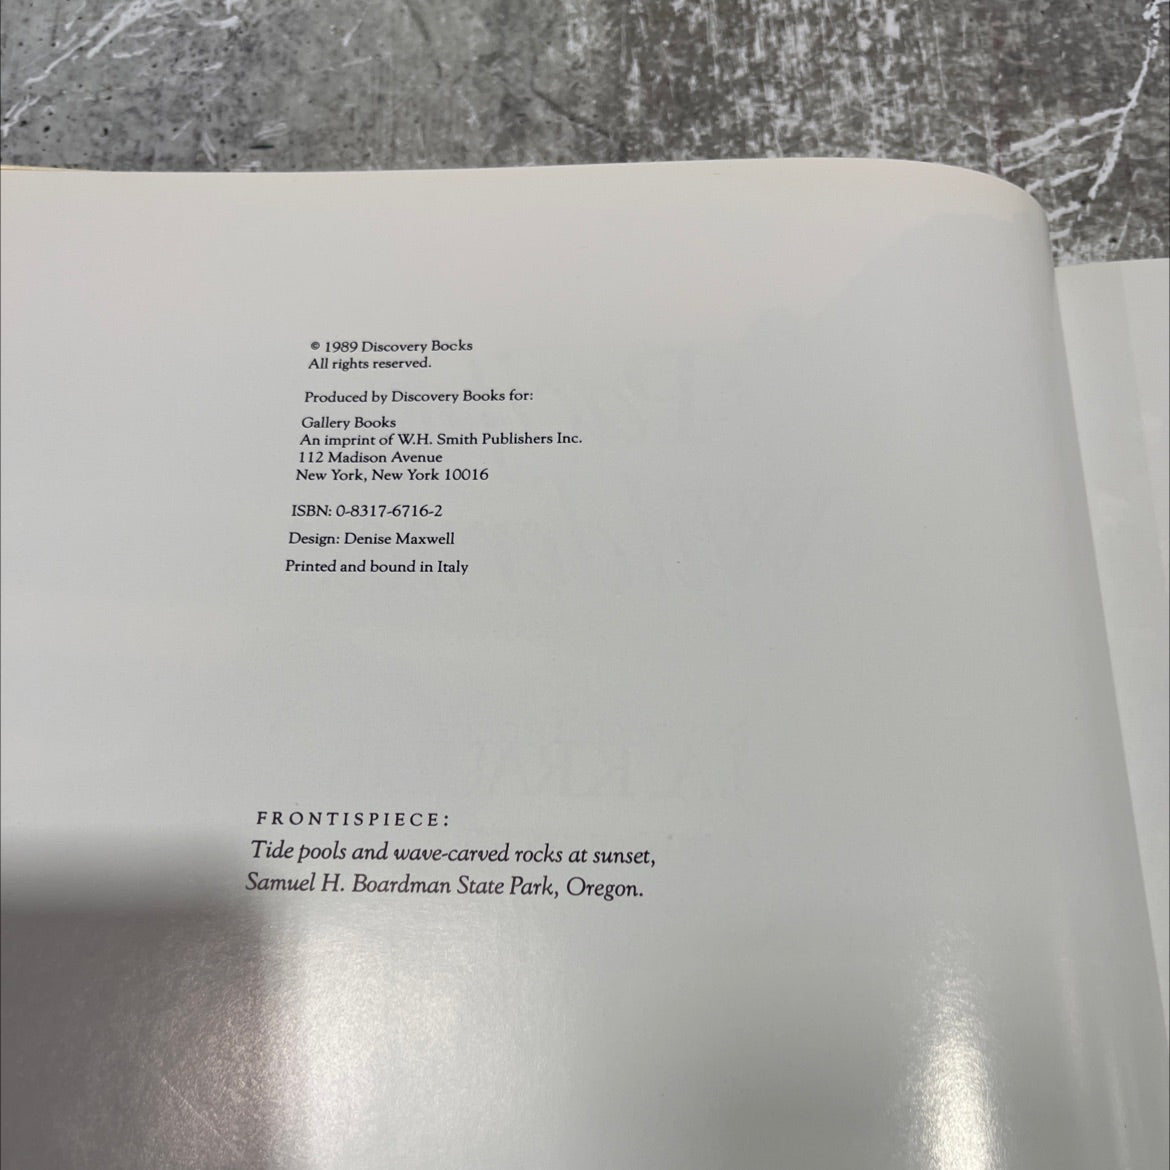 © 1989 Discovery Books
All rights reserved.
Produced by Discovery Books for:
Gallery Books
An imprint of W.H. Smith Publishers Inc.
112 Madison Avenue
New York, New York 10016
ISBN: 0-8317-6716-2
Design: Denise Maxwell
Printed and bound in Italy
FRONTISPIECE:
Tide pools and wave-carved rocks at sunset,
Samuel H. Boardman State Park, Oregon.